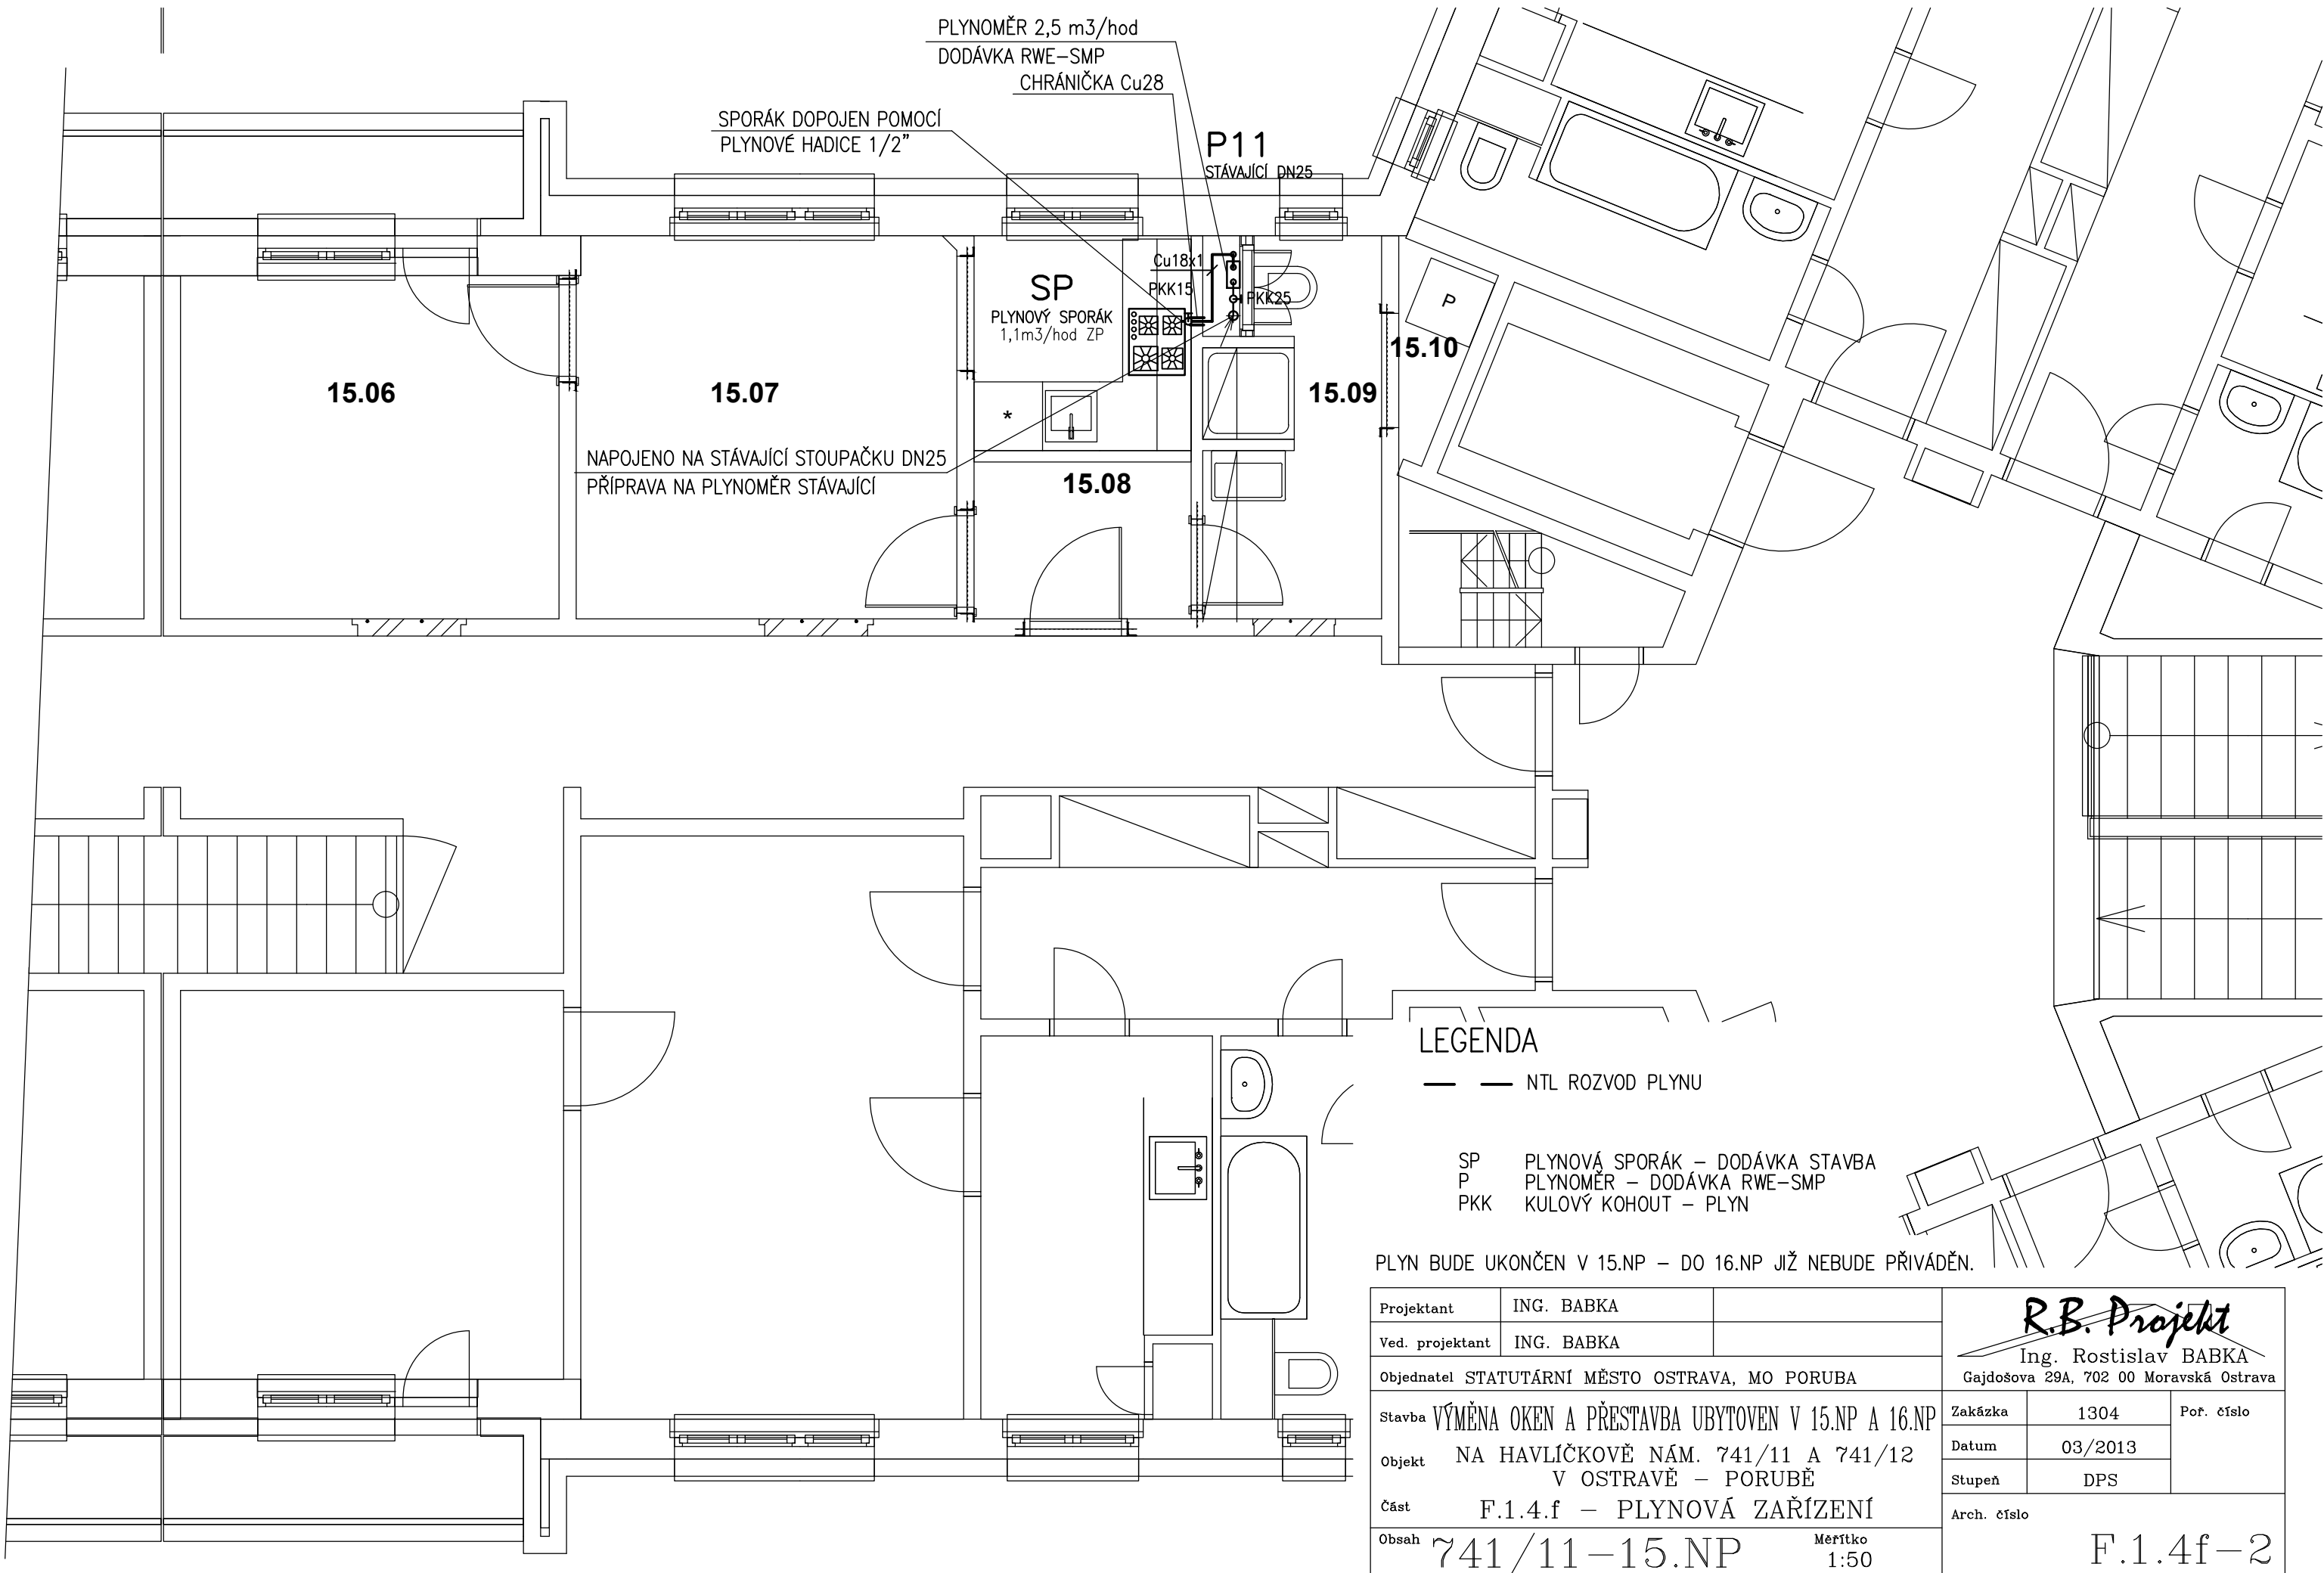 PLYNOMĚR 2,5 m3/hod
DODÁVKA RWE-SMP
CHRÁNIČKA Cu28
SPORÁK DOPOJEN POMOCÍ
PLYNOVÉ HADICE 1/2"
P11
STÁVAJÍCÍ DN25
Cu18x1
PKK15
PKK25
SP
PLYNOVÝ SPORÁK
1,1m3/hod ZP
P
15.10
15.06
15.07
15.09
*
NAPOJENO NA STÁVAJÍCÍ STOUPAČKU DN25
PŘÍPRAVA NA PLYNOMĚR STÁVAJÍCÍ
15.08
LEGENDA
NTL ROZVOD PLYNU
SP PLYNOVÁ SPORÁK – DODÁVKA STAVBA
P PLYNOMĚR – DODÁVKA RWE-SMP
PKK KULOVÝ KOHOUT – PLYN
PLYN BUDE UKONČEN V 15.NP – DO 16.NP JIŽ NEBUDE PŘIVÁDĚN.
Projektant ING. BABKA
Ved. projektant ING. BABKA
Objednatel STATUTÁRNÍ MĚSTO OSTRAVA, MO PORUBA
Stavba VÝMĚNA OKEN A PŘESTAVBA UBYTOVEN V 15.NP A 16.NP
Objekt NA HAVLÍČKOVĚ NÁM. 741/11 A 741/12
V OSTRAVĚ – PORUBĚ
Část F.1.4.f – PLYNOVÁ ZAŘÍZENÍ
Obsah 741/11-15.NP
Měřítko
1:50
R.B. Projekt
Ing. Rostislav BABKA
Gajdošova 29A, 702 00 Moravská Ostrava
Zakázka 1304 Poř. číslo
Datum 03/2013
Stupeň DPS
Arch. číslo
F.1.4f-2